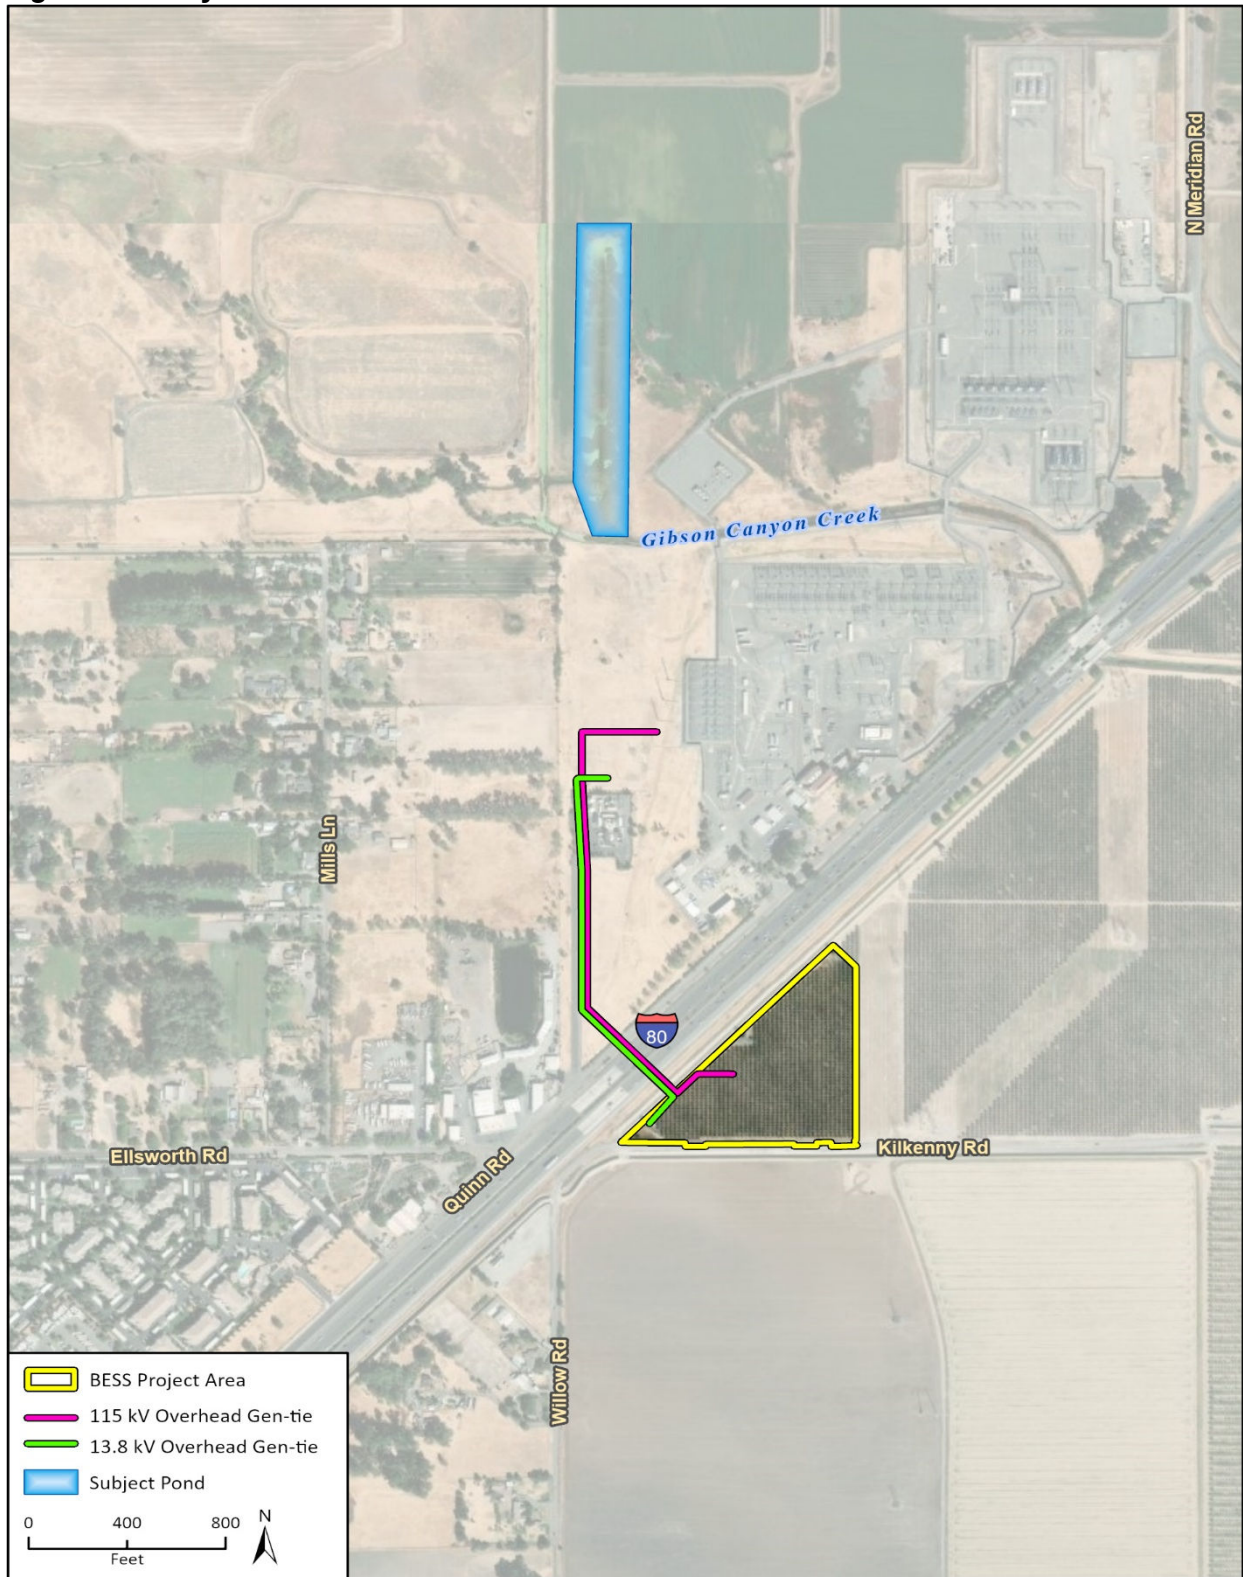 N Meridian Rd
Gibson Canyon Creek
Mills Ln
80
Ellsworth Rd
Quinn Rd
Kilkenny Rd
Willow Rd
BESS Project Area
115 kV Overhead Gen-tie
13.8 kV Overhead Gen-tie
Subject Pond
0 400 800
Feet
N